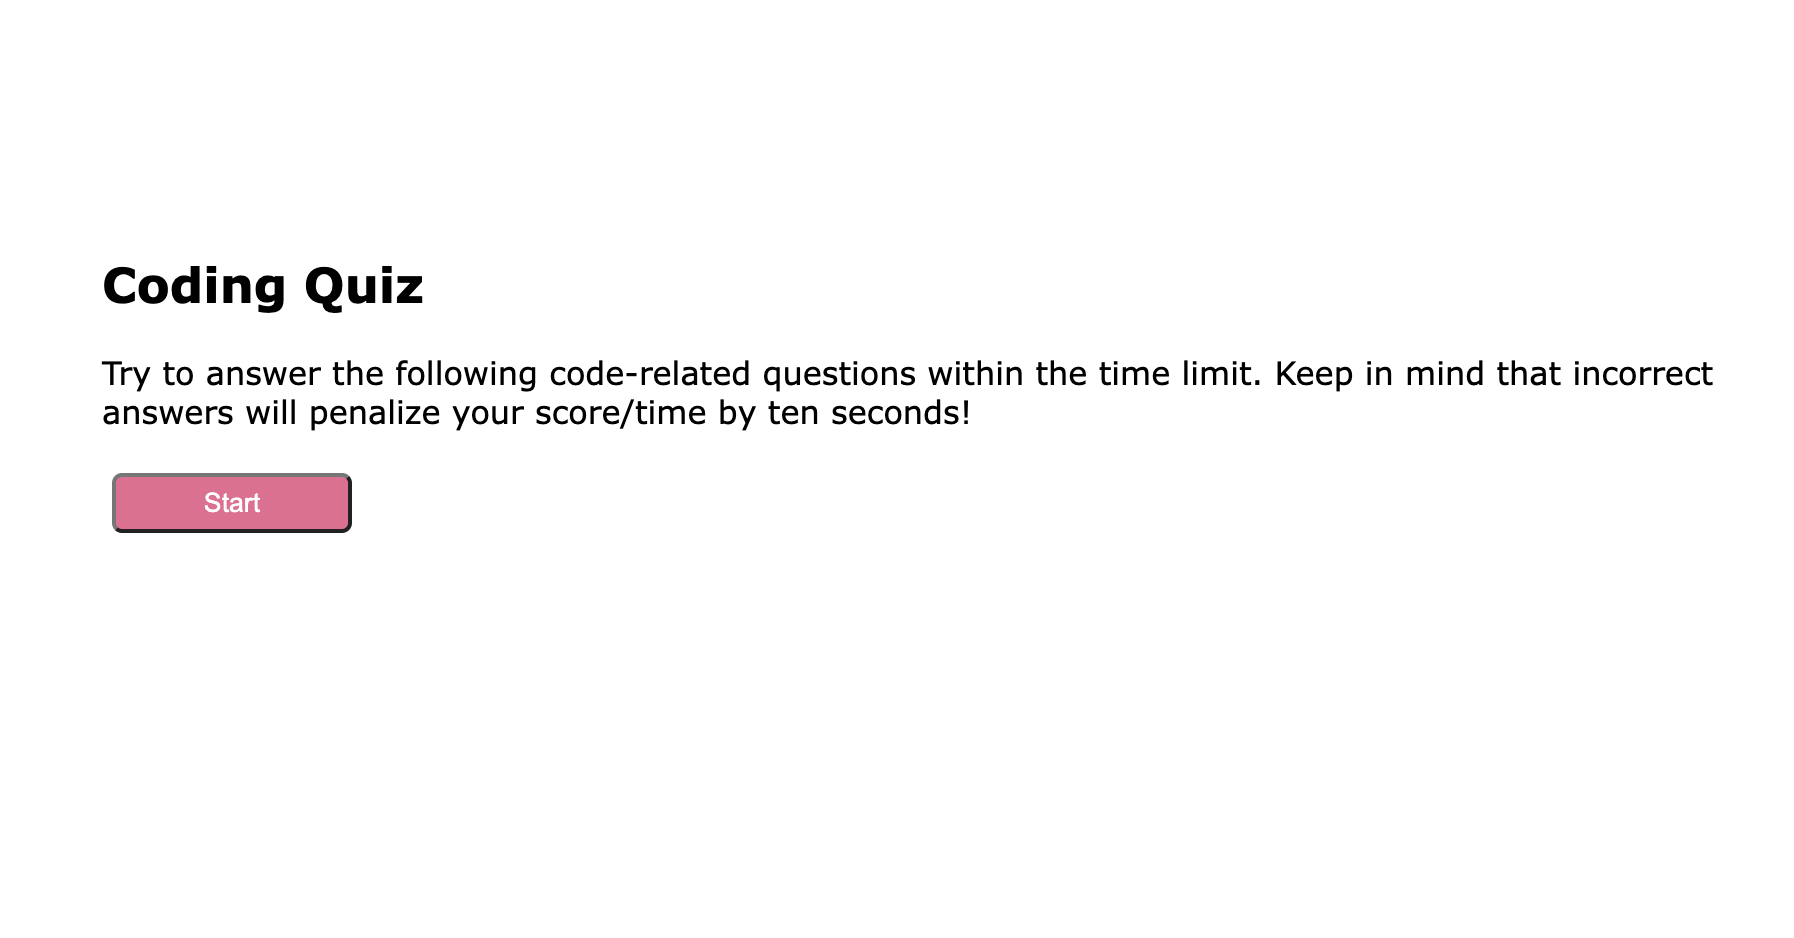 Coding Quiz
Try to answer the following code-related questions within the time limit. Keep in mind that incorrect
answers will penalize your score/time by ten seconds!
Start